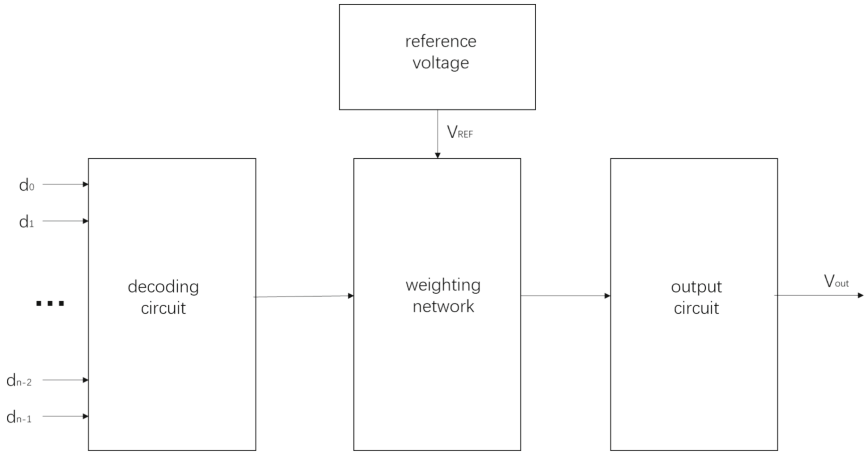 reference
voltage
VREF
d0
d1
...
dn-2
dn-1
decoding
circuit
weighting
network
output
circuit
Vout